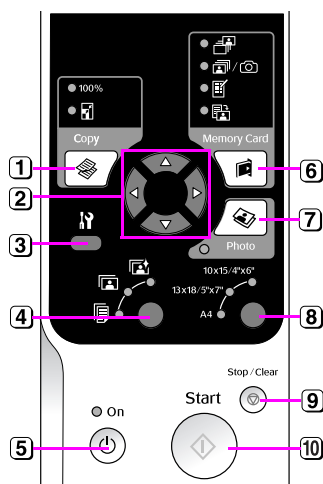 100%
Copy
Memory Card
1
2
3
4
5
6
7
8
9
10
Photo
10x15/4"x6"
13x18/5"x7"
A4
Stop/Clear
On
Start